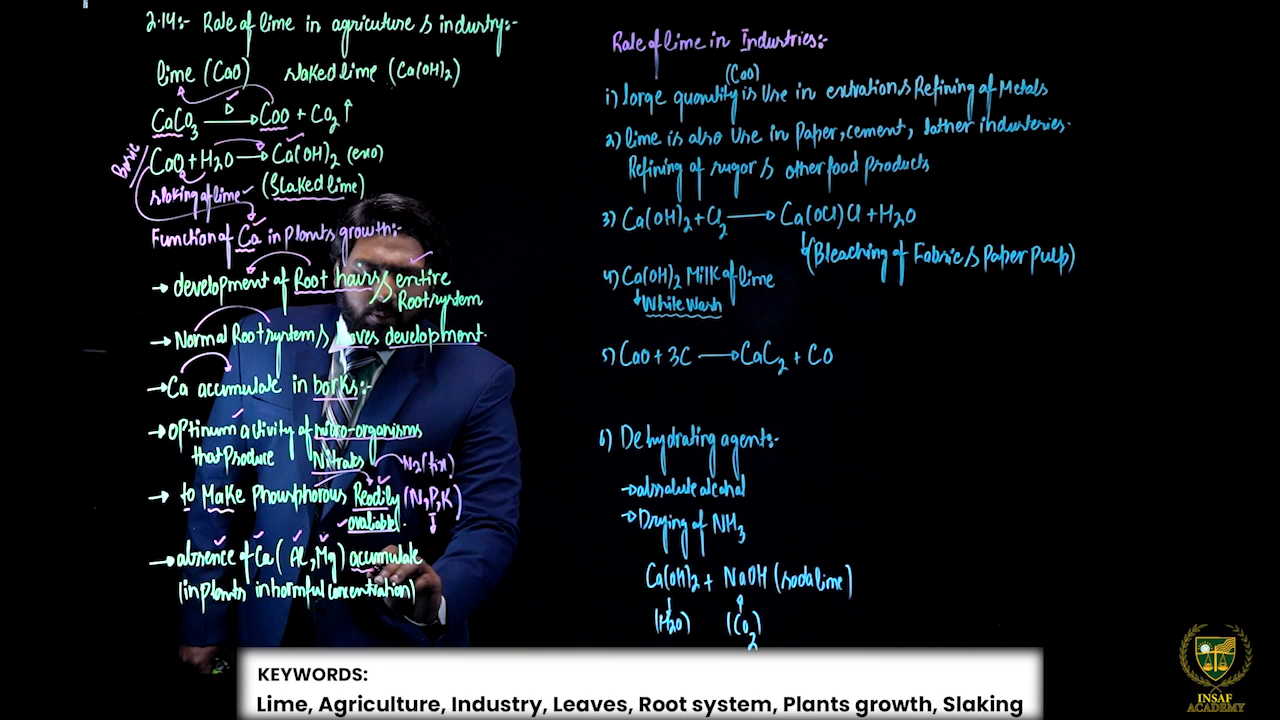 2.14:- Role of lime in agricuture & industry:-
lime (CaO) slaked lime (Ca(OH)₂)
CaCO₃ → CaO + CO₂ ↑
CaO + H₂O → Ca(OH)₂ (exo)
Basic
slaking of lime
(Slaked lime)
Function of Ca in plants growth:-
→ development of Root hairs & entire
Root system
→ Normal Root system & leaves development.
→ Ca accumulate in barks:-
→ optimum activity of micro-organisms
that Produce Nitrates N₂ (fix)
→ to Make Phousphorous Readily (N,P,K)
avaliable.
→ absence of Ca (Al, Mg) accumulate
(in plants in harmful concentration)
Role of lime in Industries:-
(CaO)
1) large quantity is Use in extration & Refining of Metals
2) lime is also Use in Paper, cement, lather industeries.
Refining of sugar & other food Products
3) Ca(OH)₂ + Cl₂ → Ca(OCl)Cl + H₂O
(Bleaching of Fabric & Paper Pulp)
4) Ca(OH)₂ Milk of lime
White Wash
5) CaO + 3C → CaC₂ + CO
6) Dehydrating agents:-
→ absolute alcohal
→ Drying of NH₃
Ca(OH)₂ + NaOH (soda lime)
(H₂O) (CO₂)
KEYWORDS:
Lime, Agriculture, Industry, Leaves, Root system, Plants growth, Slaking
INSAF
ACADEMY